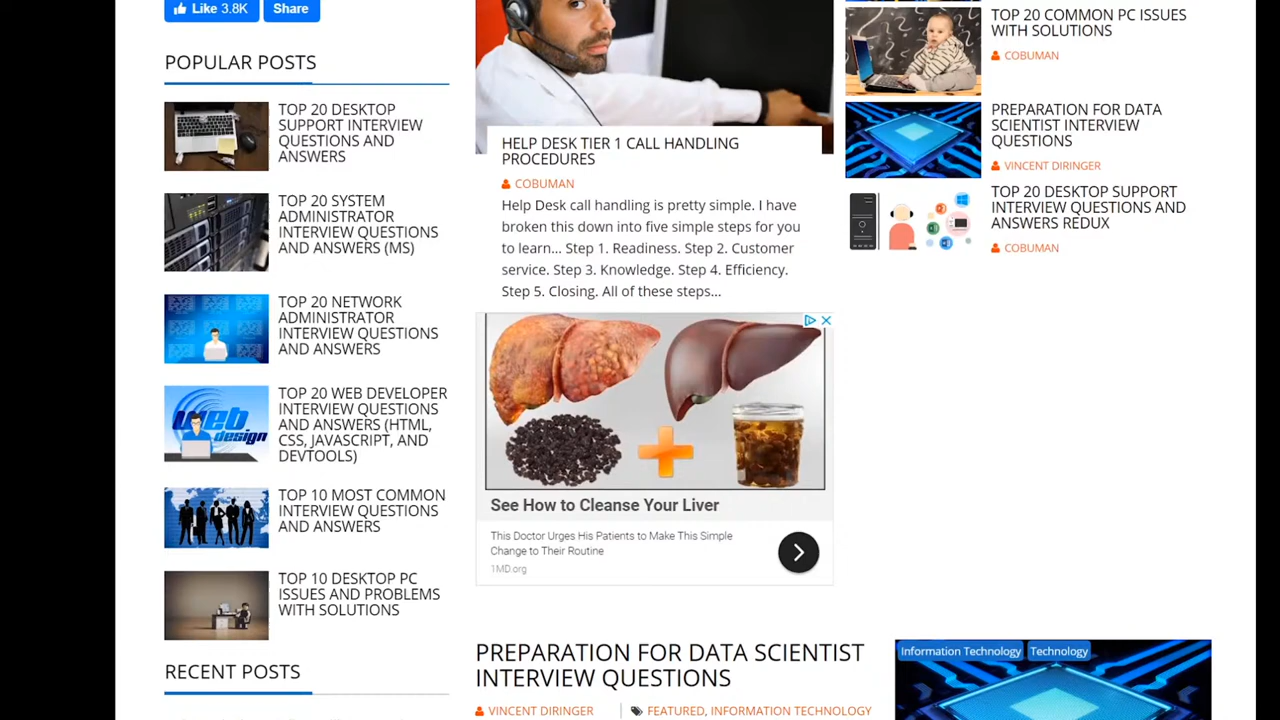 Like 3.8K
Share
POPULAR POSTS
TOP 20 DESKTOP
SUPPORT INTERVIEW
QUESTIONS AND
ANSWERS
TOP 20 SYSTEM
ADMINISTRATOR
INTERVIEW QUESTIONS
AND ANSWERS (MS)
TOP 20 NETWORK
ADMINISTRATOR
INTERVIEW QUESTIONS
AND ANSWERS
web
design
TOP 20 WEB DEVELOPER
INTERVIEW QUESTIONS
AND ANSWERS (HTML,
CSS, JAVASCRIPT, AND
DEVTOOLS)
TOP 10 MOST COMMON
INTERVIEW QUESTIONS
AND ANSWERS
TOP 10 DESKTOP PC
ISSUES AND PROBLEMS
WITH SOLUTIONS
RECENT POSTS
HELP DESK TIER 1 CALL HANDLING
PROCEDURES
COBUMAN
Help Desk call handling is pretty simple. I have
broken this down into five simple steps for you
to learn... Step 1. Readiness. Step 2. Customer
service. Step 3. Knowledge. Step 4. Efficiency.
Step 5. Closing. All of these steps...
See How to Cleanse Your Liver
This Doctor Urges His Patients to Make This Simple
Change to Their Routine
1MD.org
TOP 20 COMMON PC ISSUES
WITH SOLUTIONS
COBUMAN
PREPARATION FOR DATA
SCIENTIST INTERVIEW
QUESTIONS
VINCENT DIRINGER
TOP 20 DESKTOP SUPPORT
INTERVIEW QUESTIONS AND
ANSWERS REDUX
COBUMAN
PREPARATION FOR DATA SCIENTIST
INTERVIEW QUESTIONS
VINCENT DIRINGER
FEATURED, INFORMATION TECHNOLOGY
Information Technology
Technology